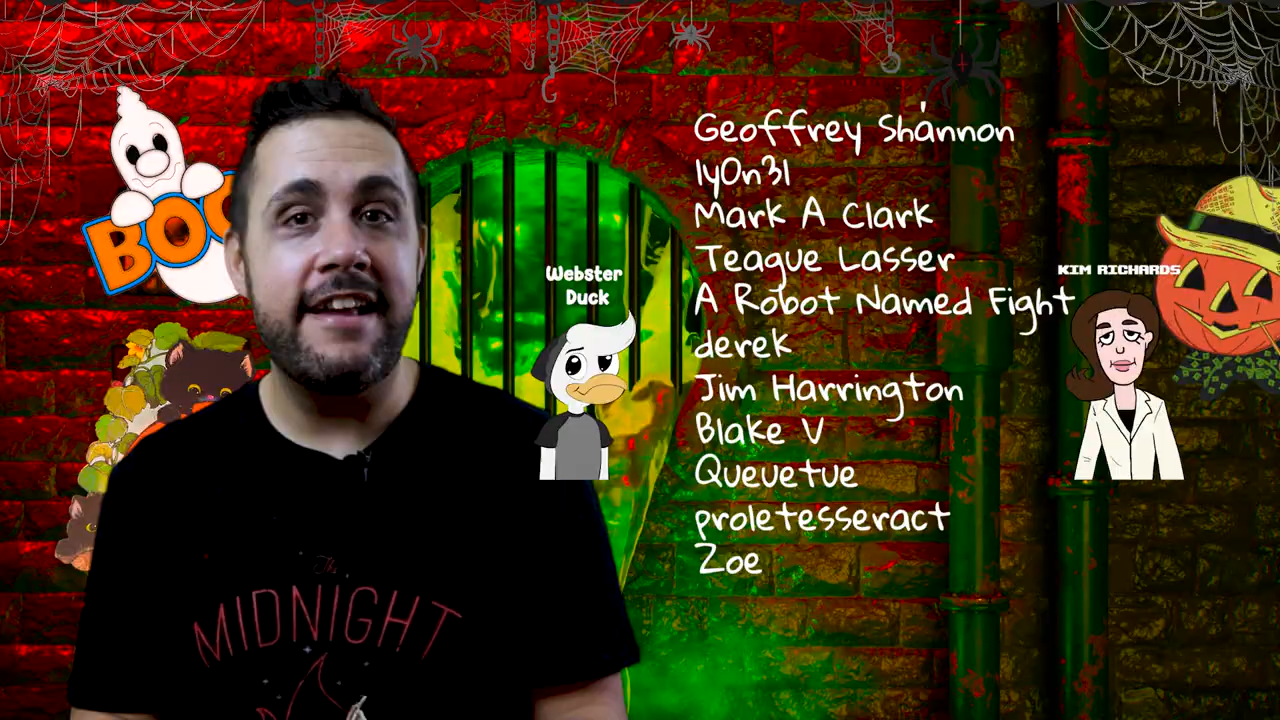 BOO
Webster
Duck
Geoffrey Shannon
ly0n3l
Mark A Clark
Teague Lasser
A Robot Named Fight
derek
Jim Harrington
Blake V
Queuetue
proletesseract
Zoe
KIM RICHARDS
The
MIDNIGHT